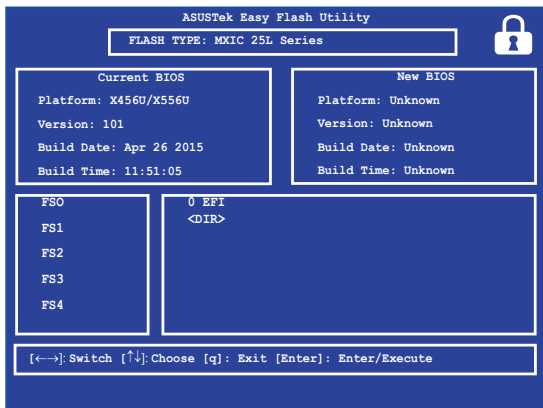 ASUSTek Easy Flash Utility
FLASH TYPE: MXIC 25L Series
Current BIOS
Platform: X456U/X556U
Version: 101
Build Date: Apr 26 2015
Build Time: 11:51:05
New BIOS
Platform: Unknown
Version: Unknown
Build Date: Unknown
Build Time: Unknown
FSO
FS1
FS2
FS3
FS4
0 EFI
<DIR>
[←→]: Switch [↑↓]: Choose [q]: Exit [Enter]: Enter/Execute